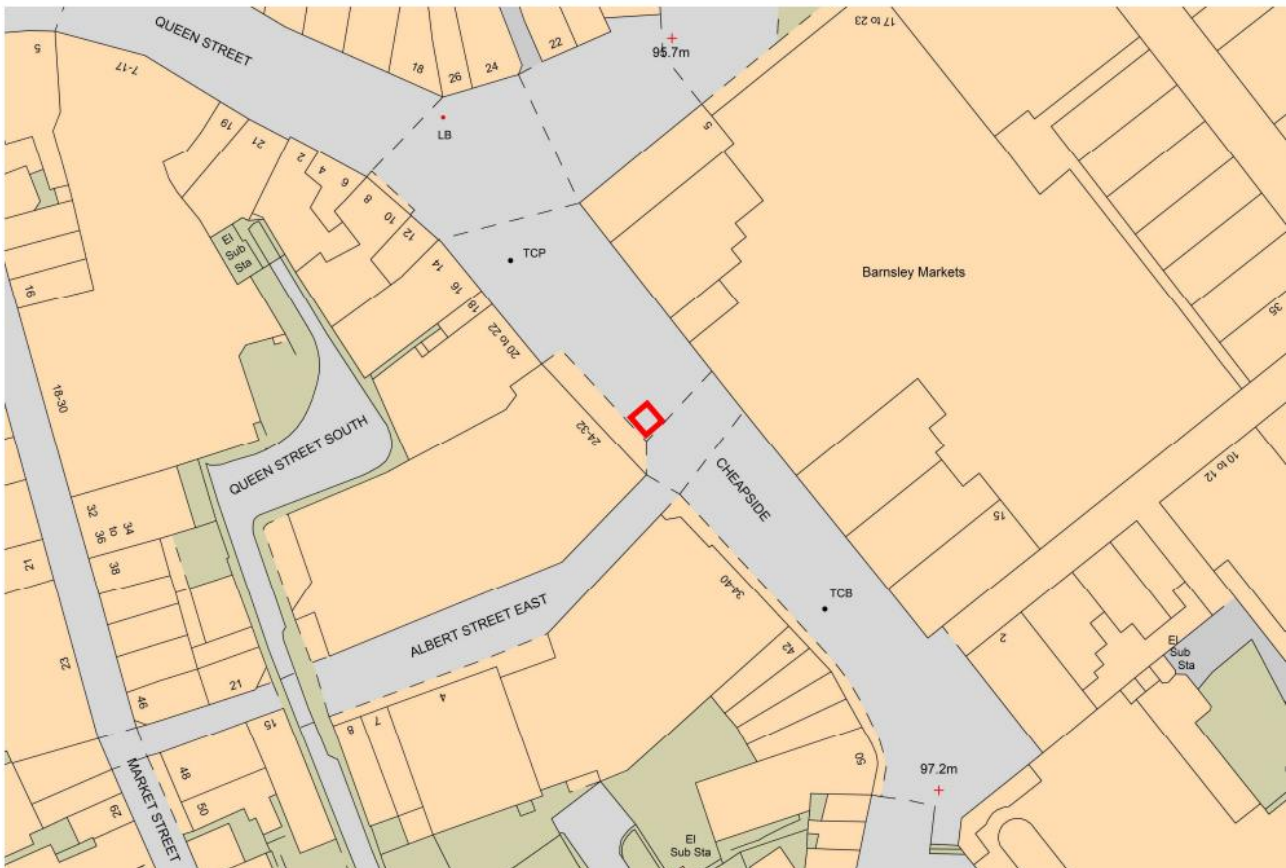 QUEEN STREET
5
7-17
18
26
24
22
95.7m
17 to 23
LB
5
19
21
2
4
6
8
10
12
14
16
18
20 to 22
TCP
El
Sub
Sta
Barnsley Markets
16
35
18-30
24-32
QUEEN STREET SOUTH
CHEAPSIDE
10 to 12
15
32
34
to
36
38
21
34-40
TCB
ALBERT STREET EAST
2
El
Sub
Sta
42
23
46
21
4
7
8
15
50
97.2m
MARKET STREET
48
50
29
El
Sub Sta